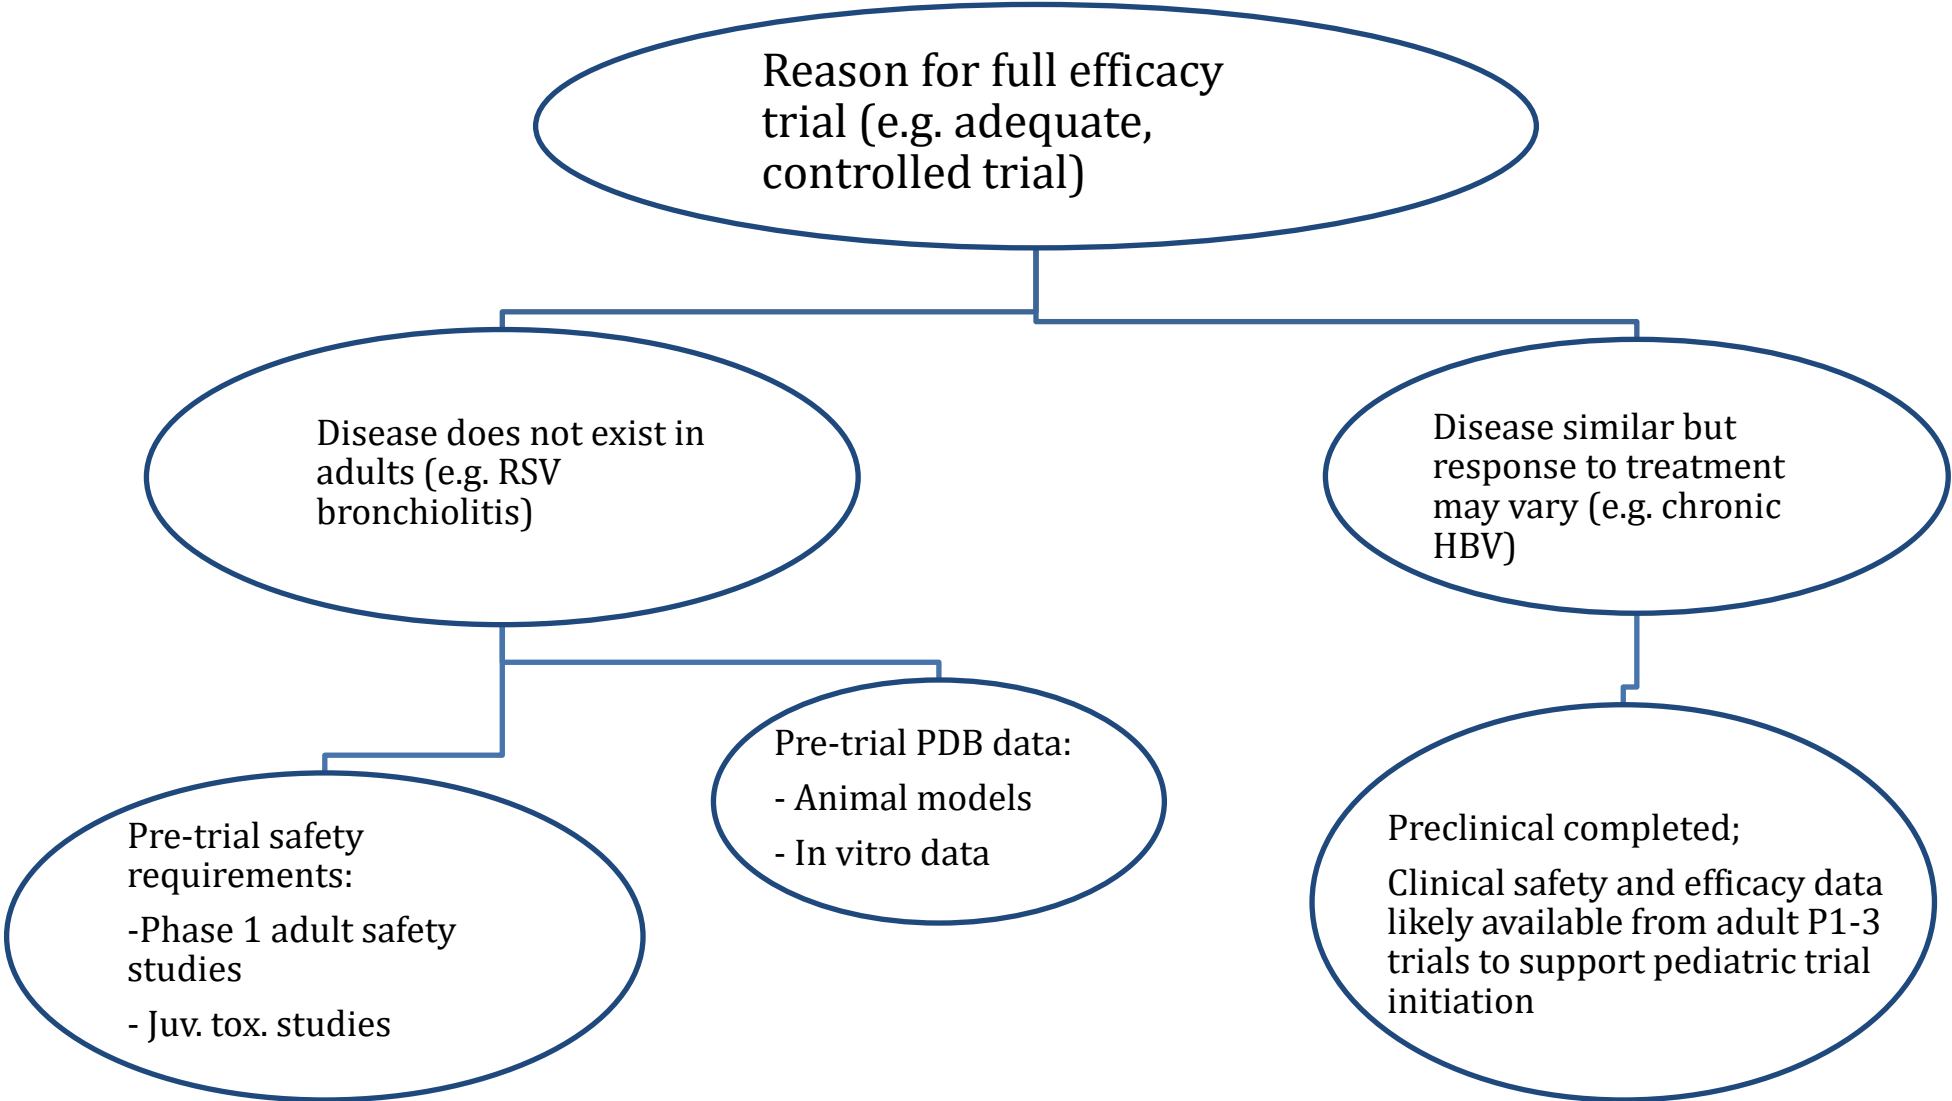 Reason for full efficacy
trial (e.g. adequate,
controlled trial)
Disease does not exist in
adults (e.g. RSV
bronchiolitis)
Disease similar but
response to treatment
may vary (e.g. chronic
HBV)
Pre-trial safety
requirements:
-Phase 1 adult safety
studies
- Juv. tox. studies
Pre-trial PDB data:
- Animal models
- In vitro data
Preclinical completed;
Clinical safety and efficacy data
likely available from adult P1-3
trials to support pediatric trial
initiation